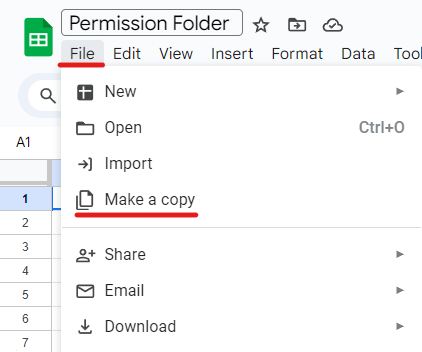 Permission Folder
File Edit View Insert Format Data
A1
New
Open Ctrl+O
Import
Make a copy
Share
Email
Download
1
2
3
4
5
6
7